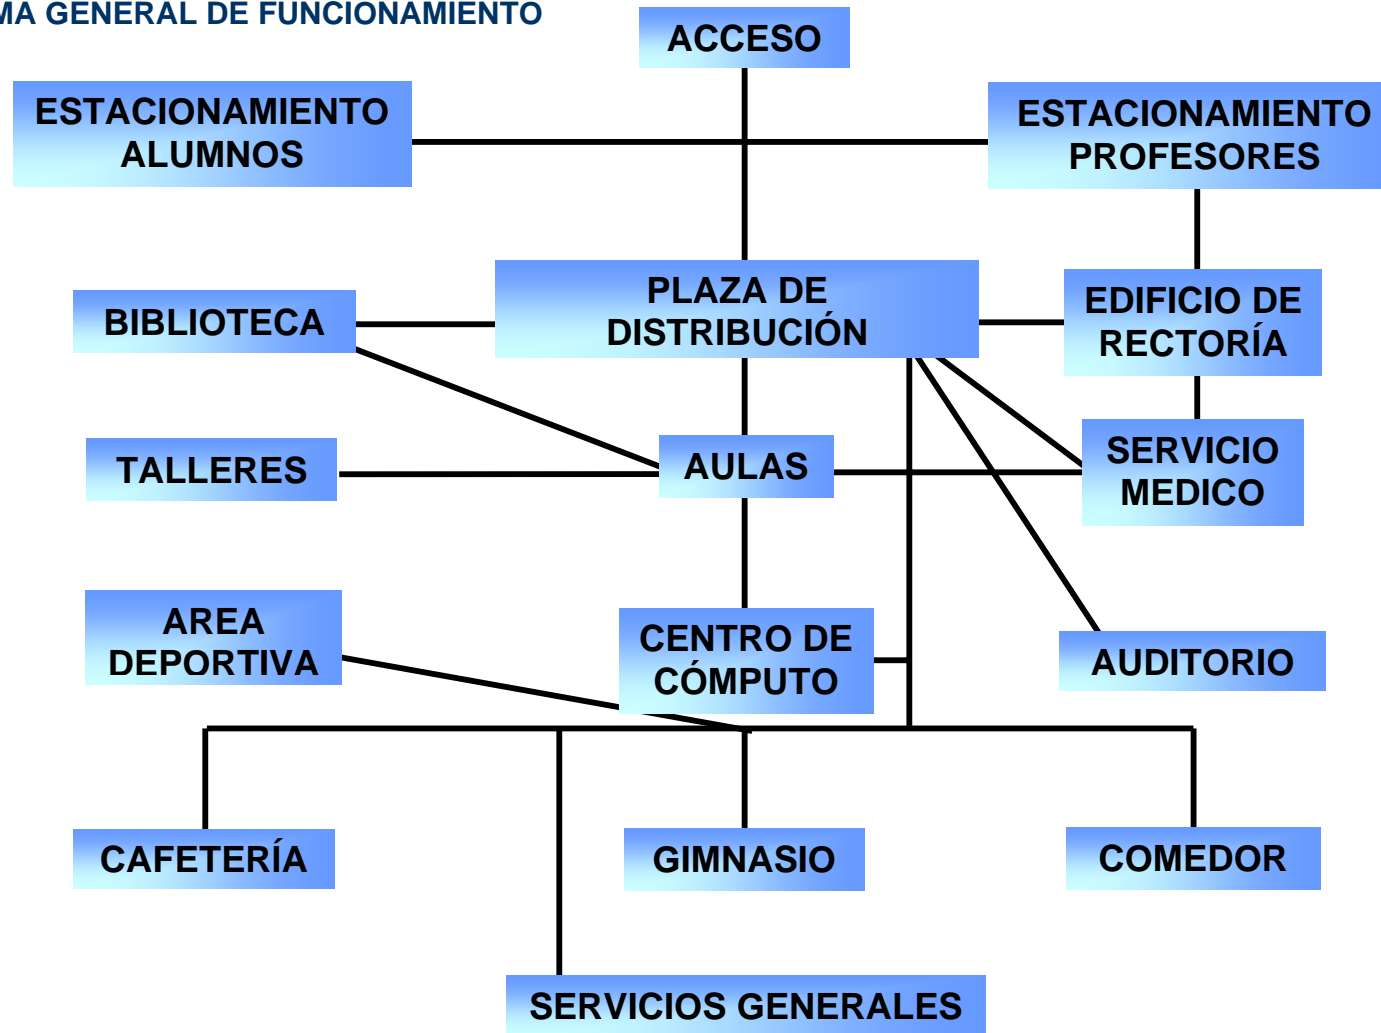 MA GENERAL DE FUNCIONAMIENTO
ACCESO
ESTACIONAMIENTO
ALUMNOS
ESTACIONAMIENTO
PROFESORES
BIBLIOTECA
PLAZA DE
DISTRIBUCIÓN
EDIFICIO DE
RECTORÍA
TALLERES
AULAS
SERVICIO
MEDICO
AREA
DEPORTIVA
CENTRO DE
CÓMPUTO
AUDITORIO
CAFETERÍA
GIMNASIO
COMEDOR
SERVICIOS GENERALES